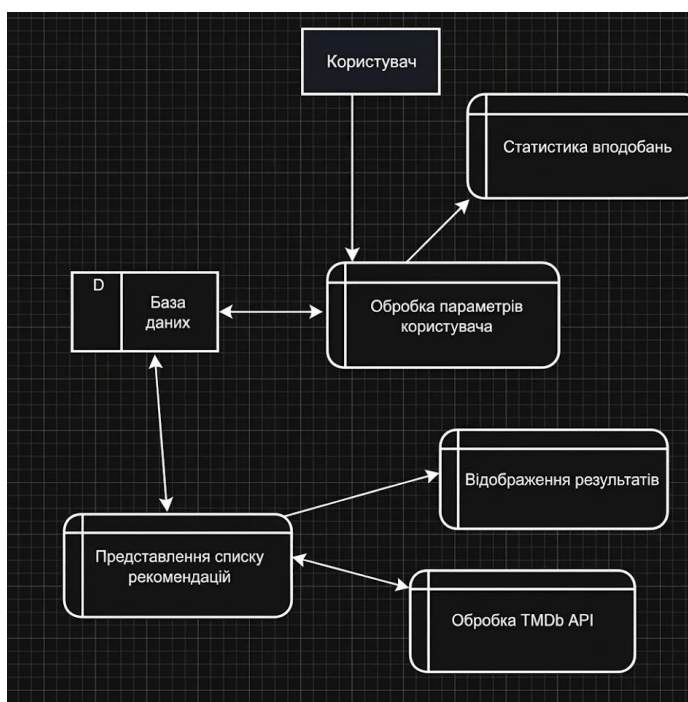 Користувач
Статистика вподобань
D
База
даних
Обробка параметрів
користувача
Відображення результатів
Представлення списку
рекомендацій
Обробка TMDb API